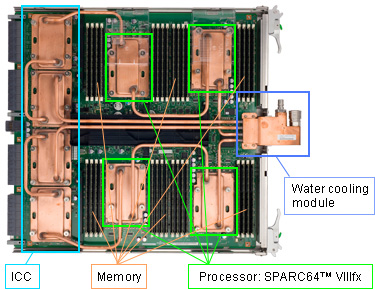 Water cooling
module
ICC
Memory
Processor: SPARC64™ VIIIfx